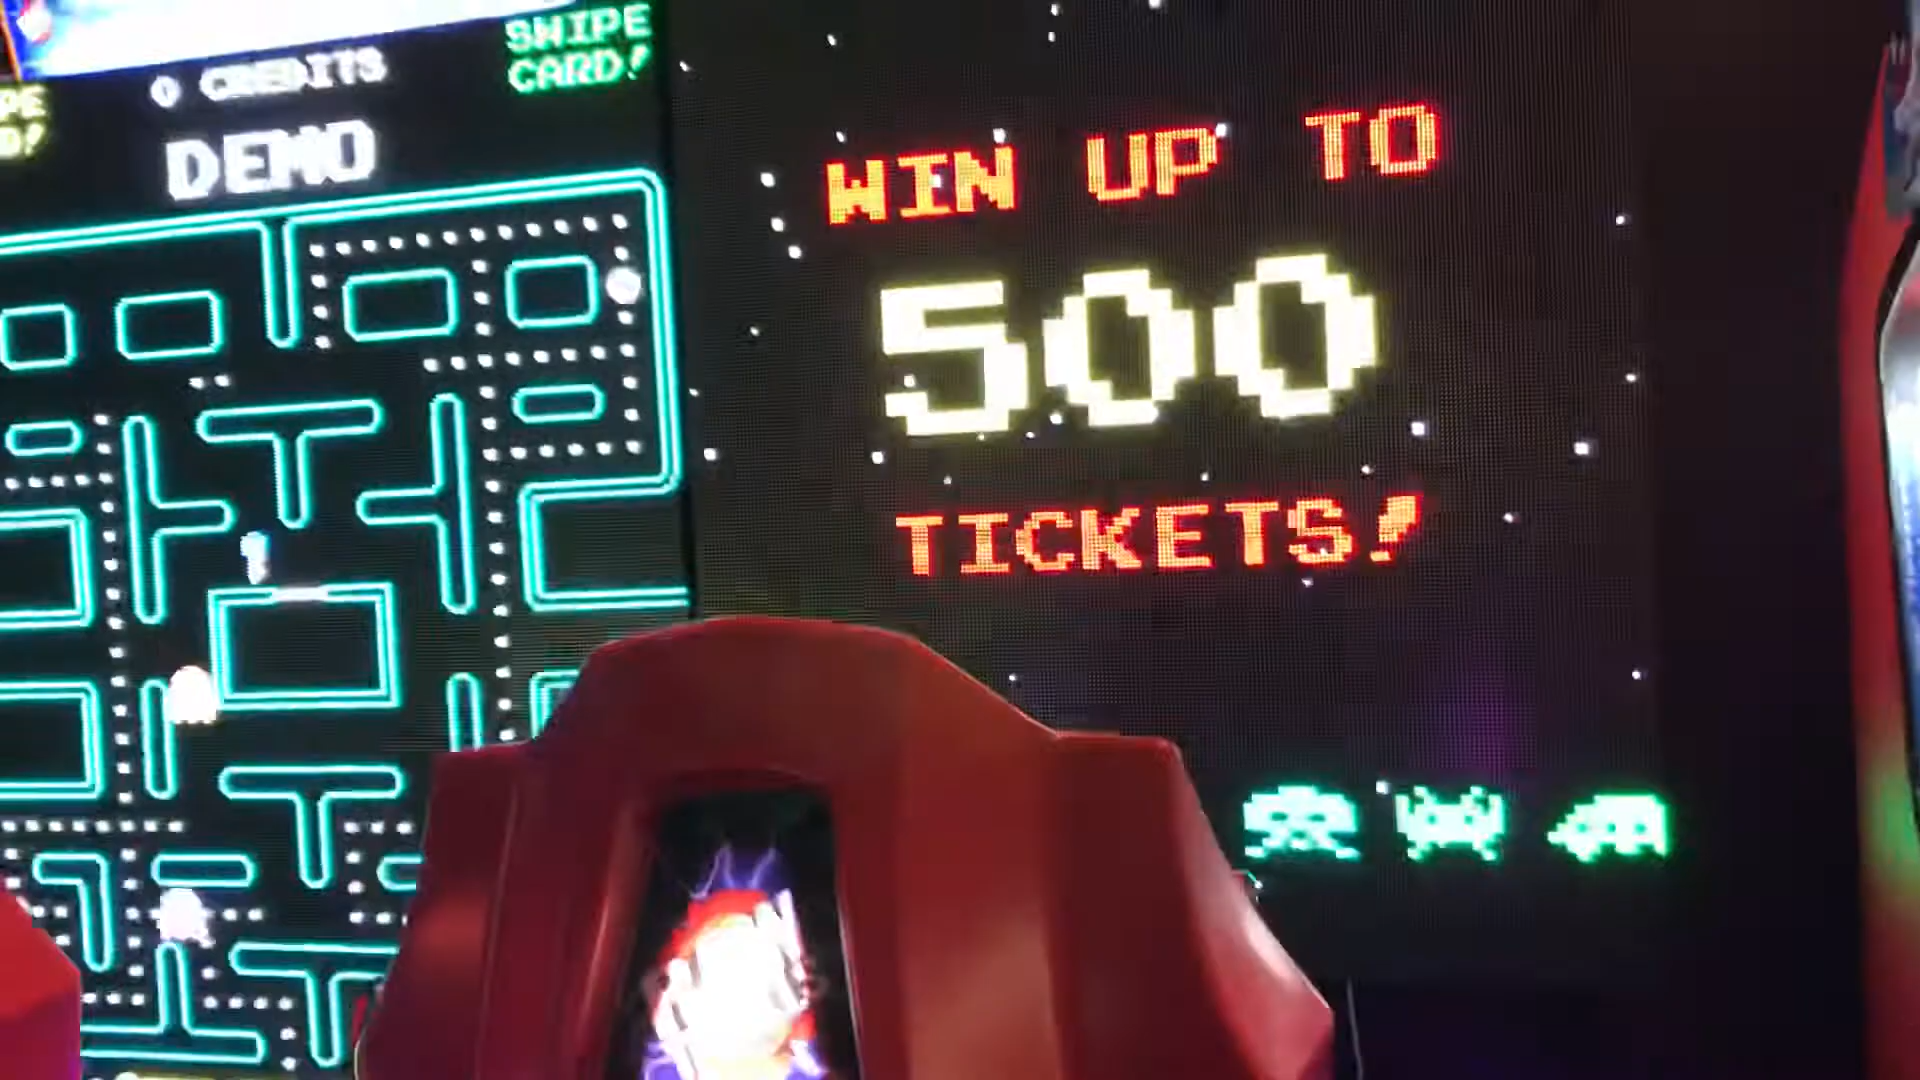 SWIPE
CARD!
0 CREDITS
DEMO
WIN UP TO
500
TICKETS!